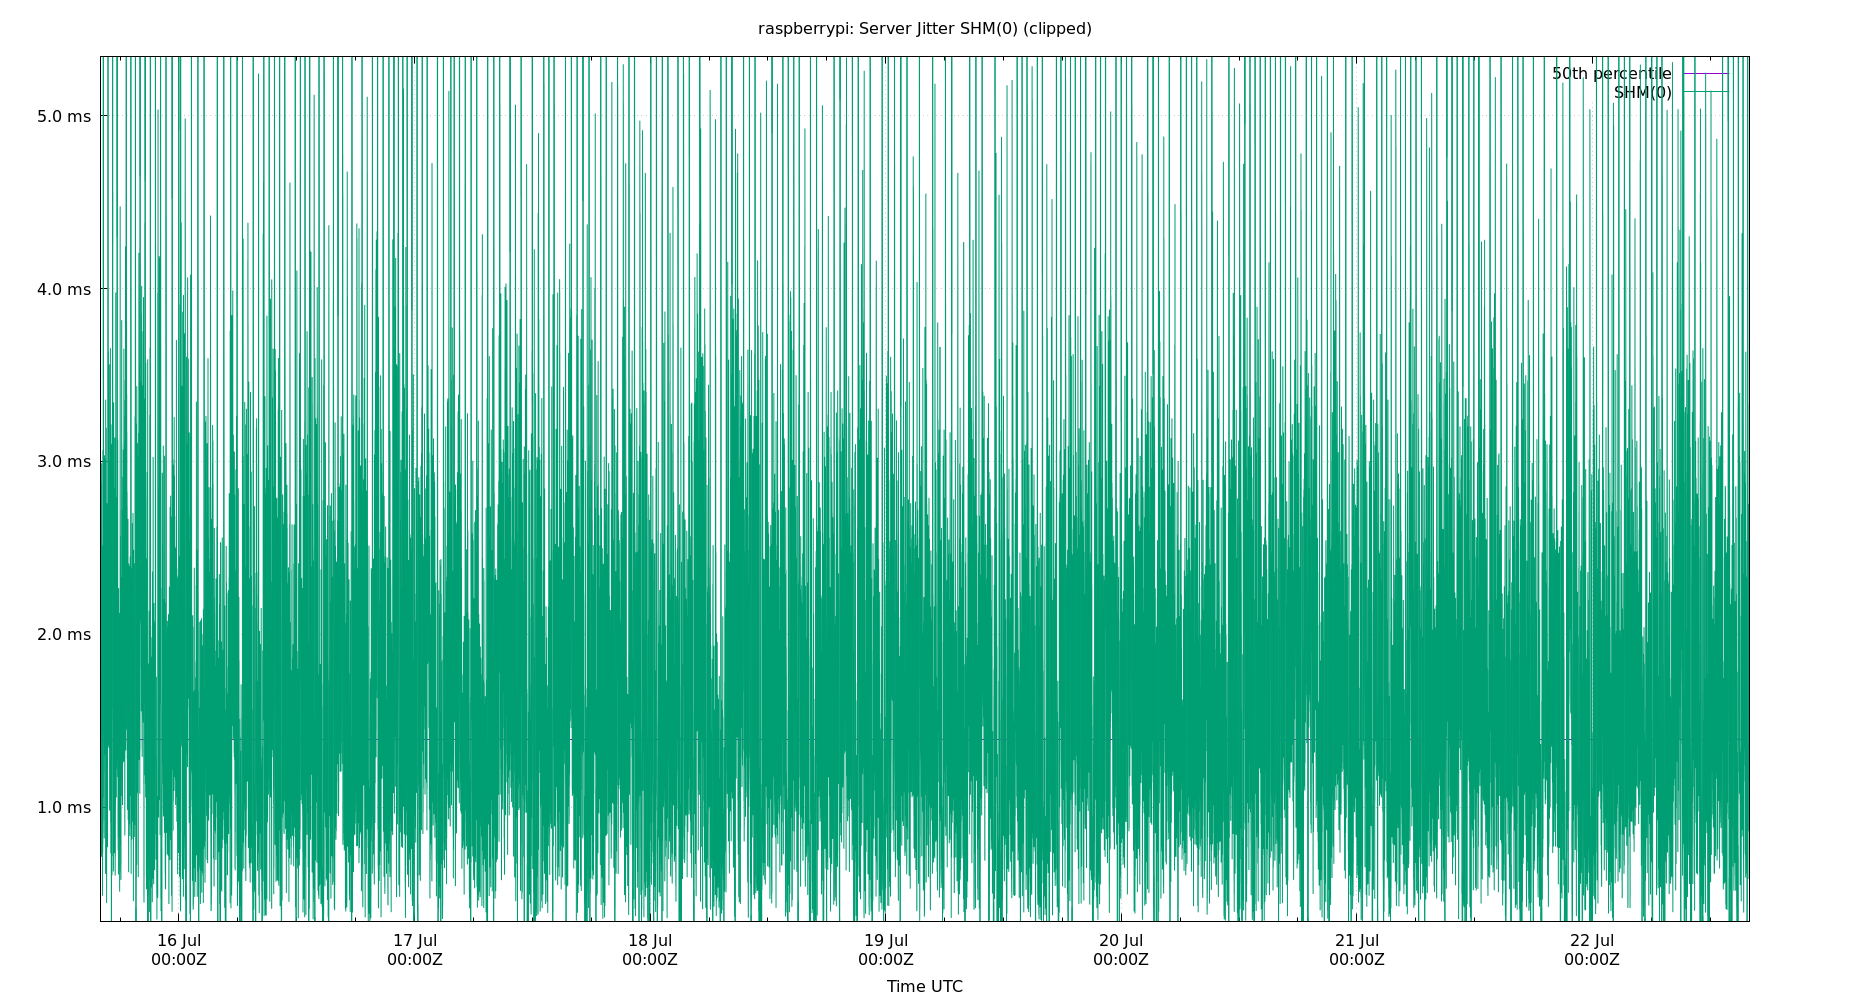 raspberrypi: Server Jitter SHM(0) (clipped)
50th percentile
SHM(0)
5.0 ms
4.0 ms
3.0 ms
2.0 ms
1.0 ms
16 Jul
00:00Z
17 Jul
00:00Z
18 Jul
00:00Z
19 Jul
00:00Z
20 Jul
00:00Z
21 Jul
00:00Z
22 Jul
00:00Z
Time UTC